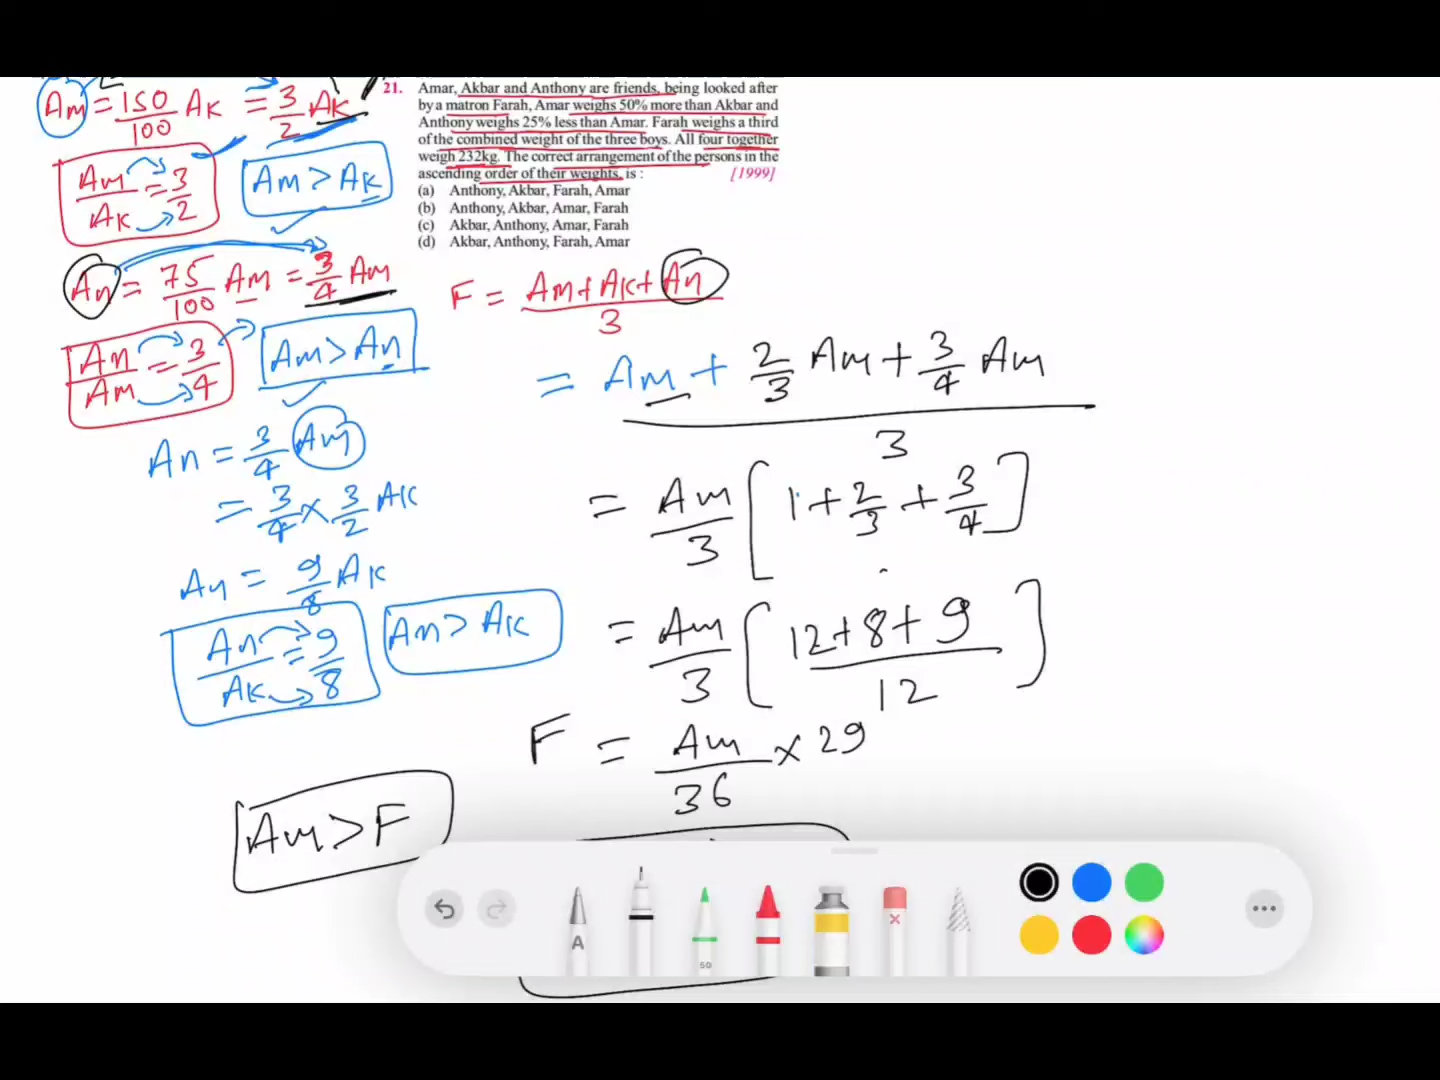 Am = 150/100 Ak = 3/2 Ak
Am/Ak = 3/2
Am > Ak
An = 75/100 Am = 3/4 Am
An/Am = 3/4
Am > An
An = 3/4 Am
= 3/4 × 3/2 Ak
An = 9/8 Ak
An/Ak = 9/8
An > Ak
Am > F
21. Amar, Akbar and Anthony are friends, being looked after
by a matron Farah, Amar weighs 50% more than Akbar and
Anthony weighs 25% less than Amar. Farah weighs a third
of the combined weight of the three boys. All four together
weigh 232kg. The correct arrangement of the persons in the
ascending order of their weights, is : [1999]
(a) Anthony, Akbar, Farah, Amar
(b) Anthony, Akbar, Amar, Farah
(c) Akbar, Anthony, Amar, Farah
(d) Akbar, Anthony, Farah, Amar
F = Am + Ak + An / 3
= Am + 2/3 Am + 3/4 Am / 3
= Am/3 [1 + 2/3 + 3/4]
= Am/3 [12 + 8 + 9 / 12]
F = Am/36 × 29
A
50